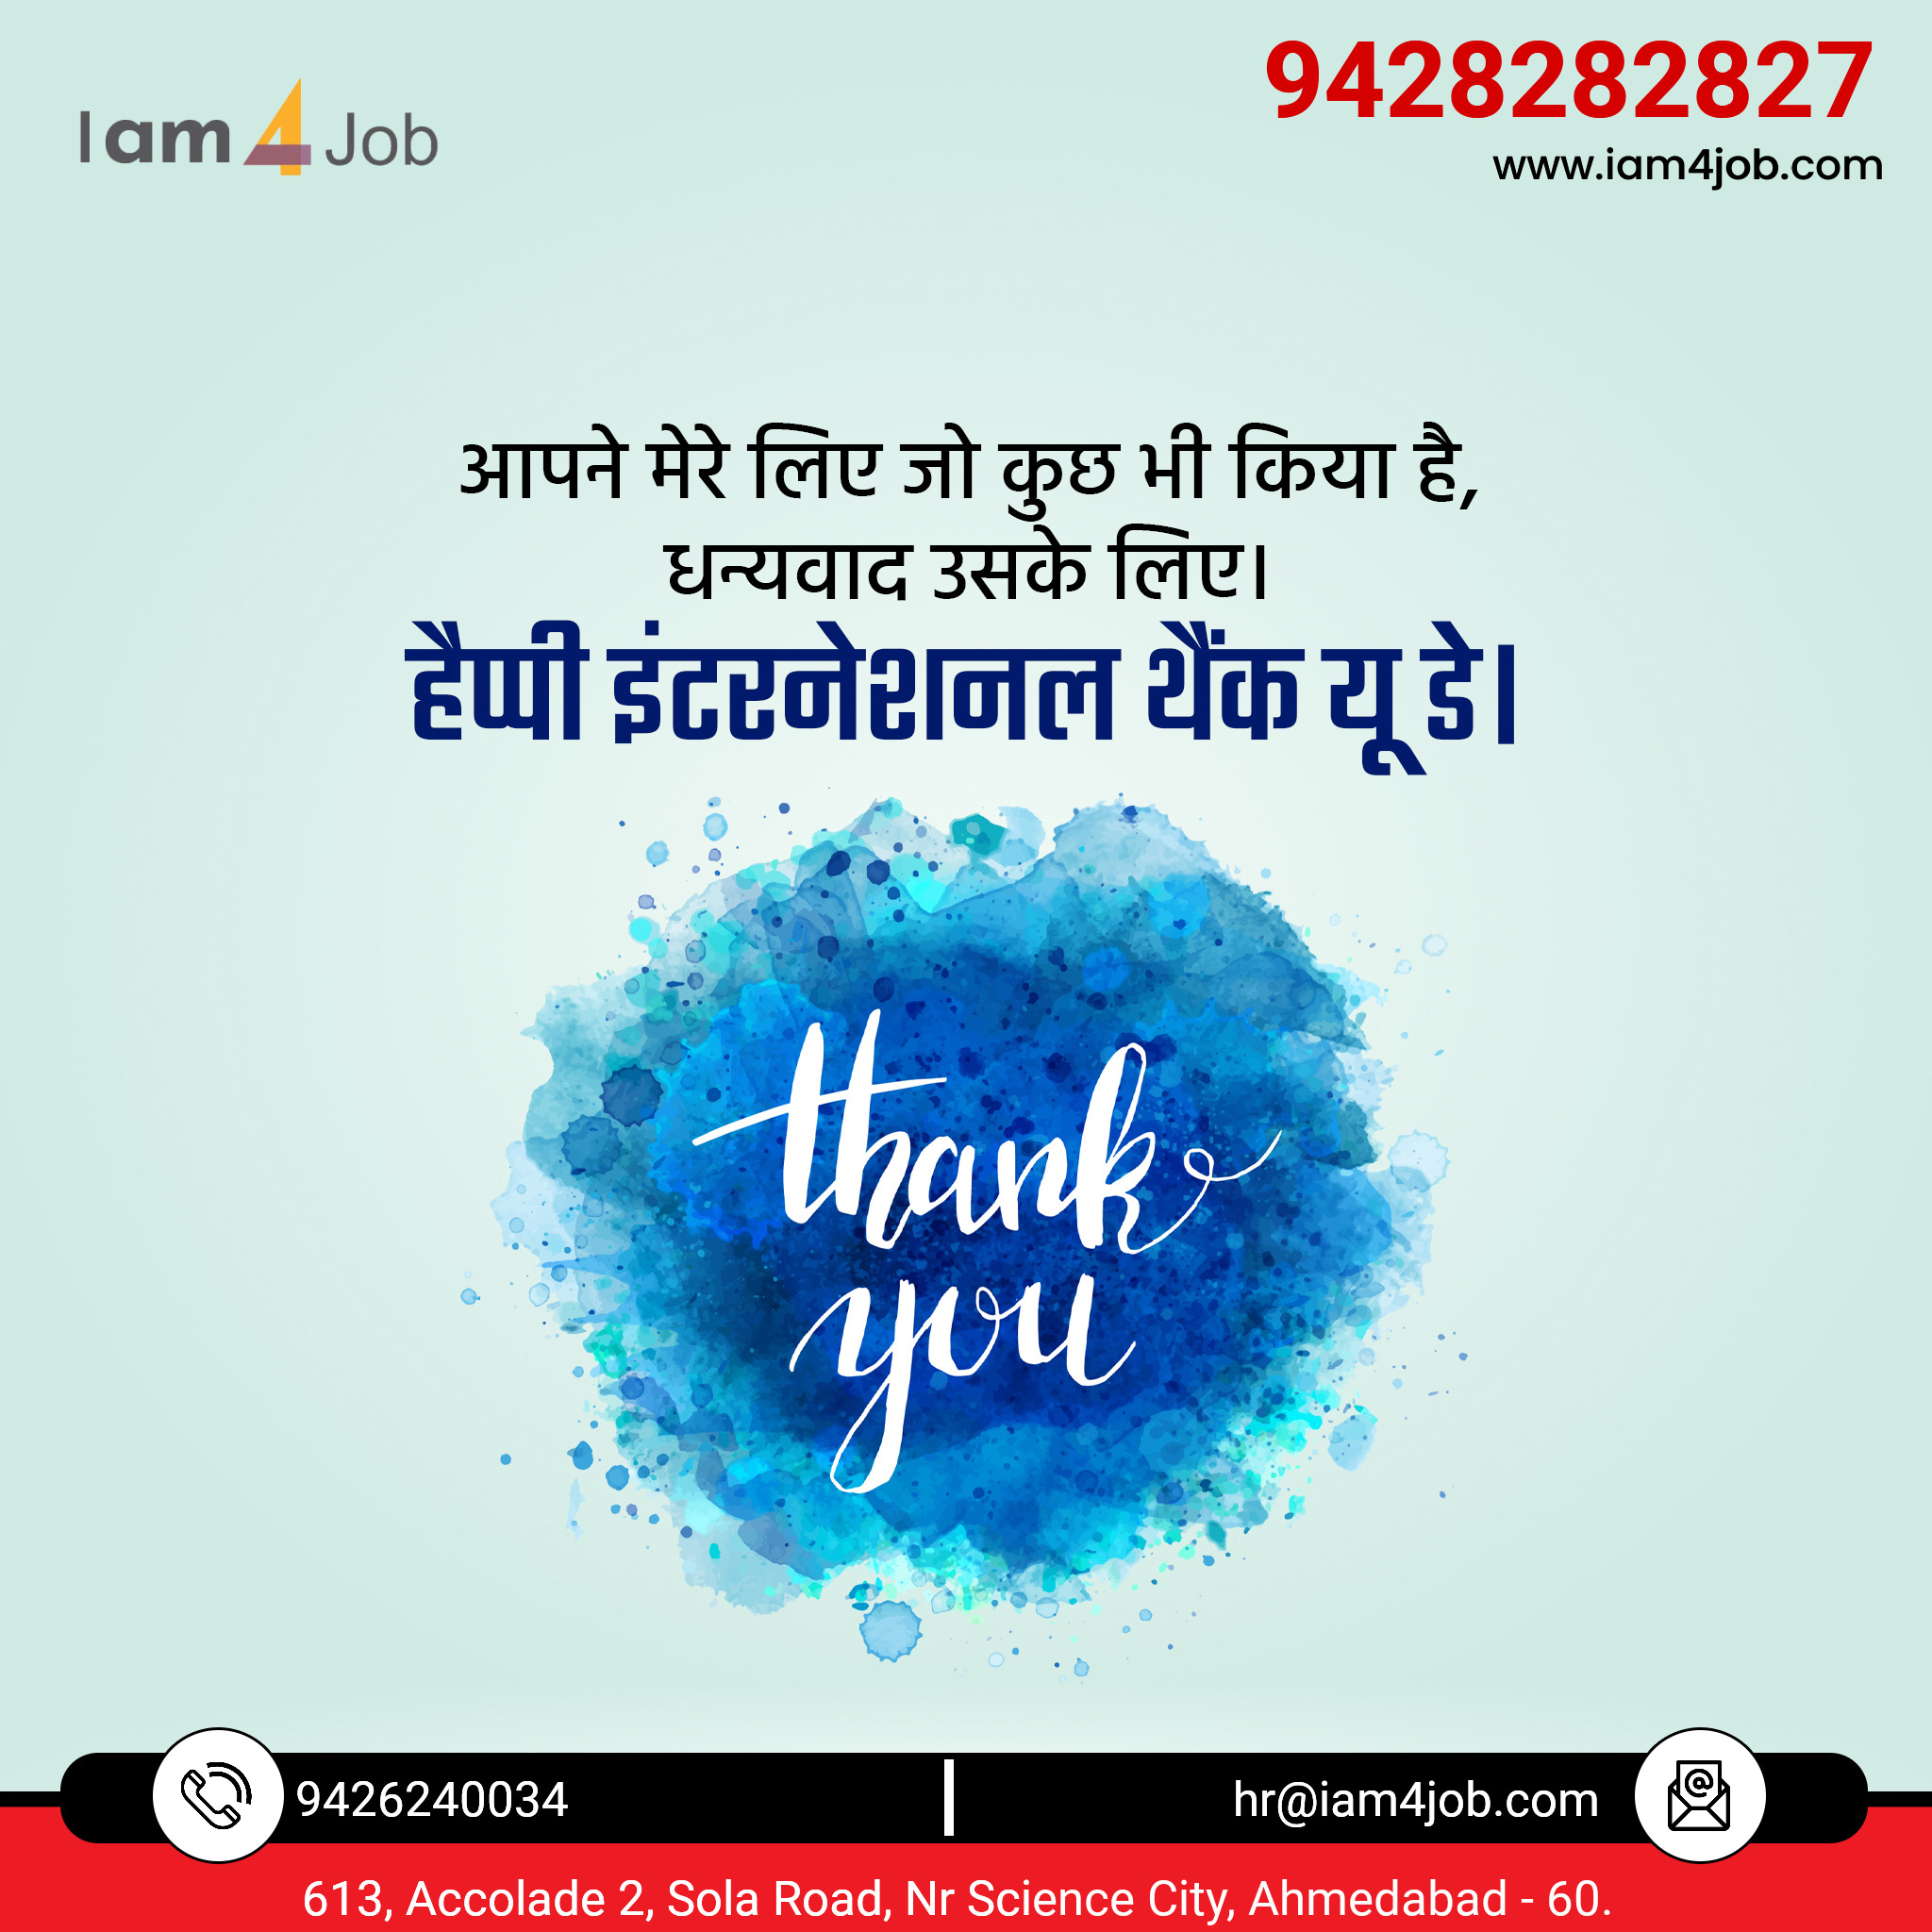 I am 4 Job
9428282827
www.iam4job.com
आपने मेरे लिए जो कुछ भी किया है,
धन्यवाद उसके लिए।
हैप्पी इंटरनेशनल थैंक यू डे।
thank
you
9426240034
hr@iam4job.com
613, Accolade 2, Sola Road, Nr Science City, Ahmedabad - 60.